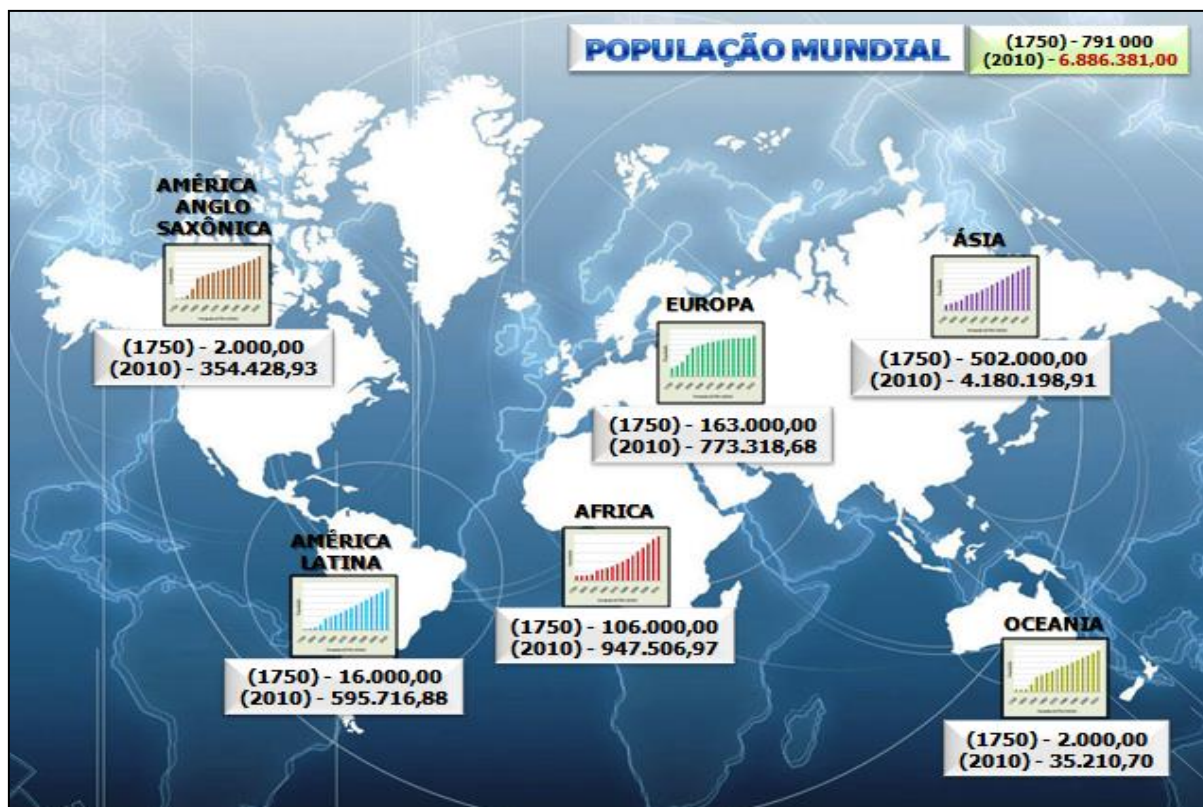 POPULAÇÃO MUNDIAL
(1750) - 791 000
(2010) - 6.886.381,00
AMÉRICA
ANGLO
SAXÔNICA
(1750) - 2.000,00
(2010) - 354.428,93
ÁSIA
(1750) - 502.000,00
(2010) - 4.180.198,91
EUROPA
(1750) - 163.000,00
(2010) - 773.318,68
AFRICA
(1750) - 106.000,00
(2010) - 947.506,97
AMÉRICA
LATINA
(1750) - 16.000,00
(2010) - 595.716,88
OCEANIA
(1750) - 2.000,00
(2010) - 35.210,70